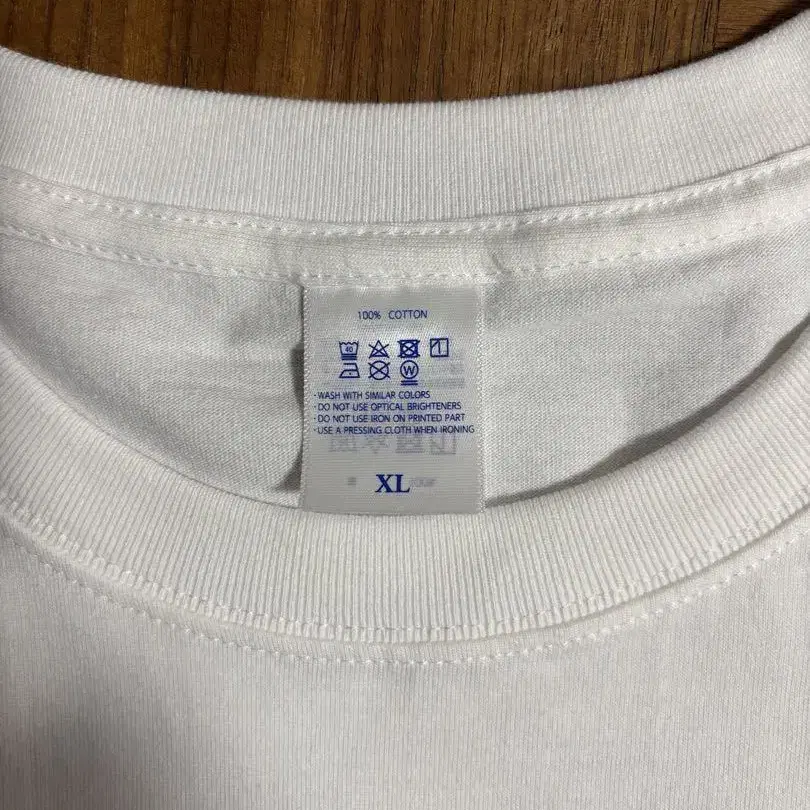 100% COTTON
40
W
·WASH WITH SIMILAR COLORS
·DO NOT USE OPTICAL BRIGHTENERS
·DO NOT USE IRON ON PRINTED PART
·USE A PRESSING CLOTH WHEN IRONING
XL